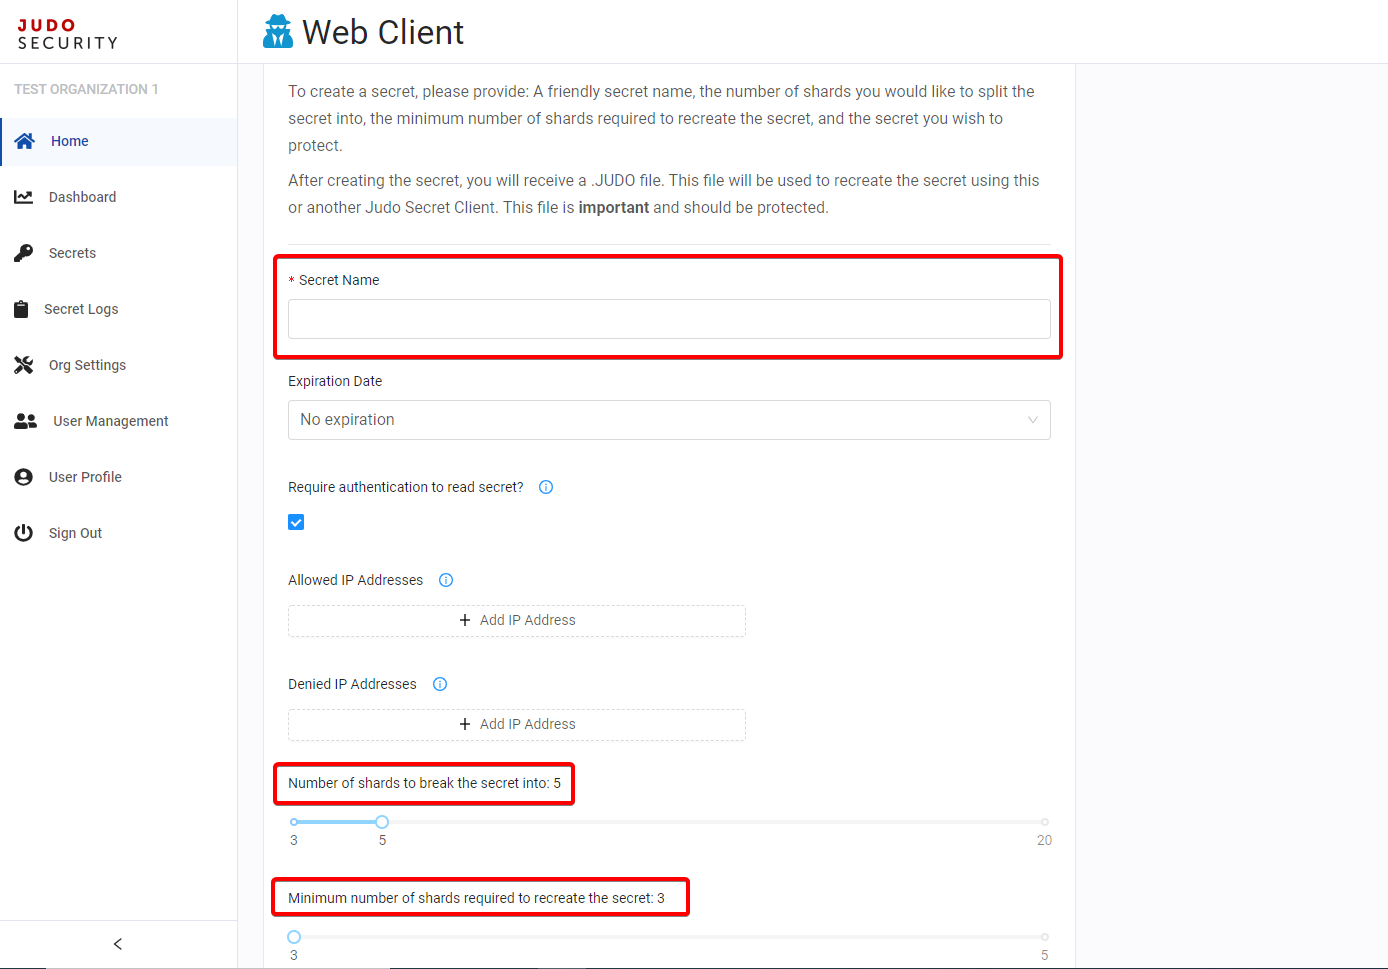 JUDO
SECURITY
Web Client
TEST ORGANIZATION 1
Home
Dashboard
Secrets
Secret Logs
Org Settings
User Management
User Profile
Sign Out
To create a secret, please provide: A friendly secret name, the number of shards you would like to split the
secret into, the minimum number of shards required to recreate the secret, and the secret you wish to
protect.
After creating the secret, you will receive a .JUDO file. This file will be used to recreate the secret using this
or another Judo Secret Client. This file is important and should be protected.
* Secret Name
Expiration Date
No expiration
Require authentication to read secret?
Allowed IP Addresses
+ Add IP Address
Denied IP Addresses
+ Add IP Address
Number of shards to break the secret into: 5
3 5 20
Minimum number of shards required to recreate the secret: 3
3 5